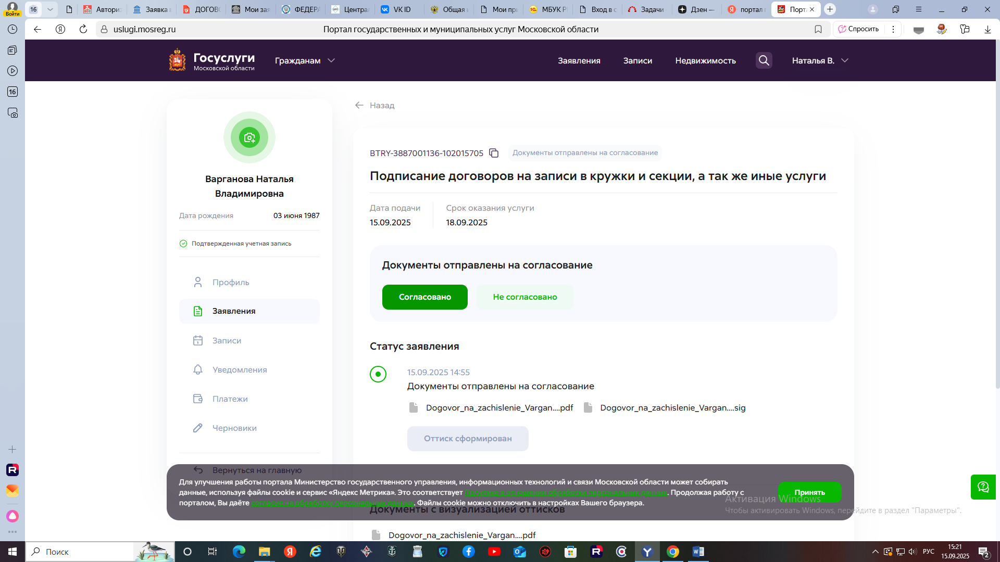 Войти
16
Авториз
Заявка в
ДОГОВО
Мои зая
ФЕДЕРА
Централ
VK ID
Общая и
Мои при
МБУК Р
Вход в с
Задачи
Дзен —
портал г
Порта
uslugi.mosreg.ru
Портал государственных и муниципальных услуг Московской области
Спросить
16
Госуслуги
Московской области
Гражданам
Заявления
Записи
Недвижимость
Наталья В.
Варганова Наталья
Владимировна
Дата рождения
03 июня 1987
Подтвержденная учетная запись
Профиль
Заявления
Записи
Уведомления
Платежи
Черновики
Вернуться на главную
Назад
BTRY-3887001136-102015705
Документы отправлены на согласование
Подписание договоров на записи в кружки и секции, а так же иные услуги
Дата подачи
15.09.2025
Срок оказания услуги
18.09.2025
Документы отправлены на согласование
Согласовано
Не согласовано
Статус заявления
15.09.2025 14:55
Документы отправлены на согласование
Dogovor_na_zachislenie_Vargan....pdf
Dogovor_na_zachislenie_Vargan....sig
Оттиск сформирован
Для улучшения работы портала Министерство государственного управления, информационных технологий и связи Московской области может собирать
данные, используя файлы cookie и сервис «Яндекс Метрика». Это соответствует Политике в отношении обработки персональных данных. Продолжая работу с
порталом, Вы даёте согласие на обработку персональных данных. Файлы cookie можно отключить в настройках Вашего браузера.
Принять
Документы с визуализацией оттисков
Dogovor_na_zachislenie_Vargan....pdf
Активация Windows
Чтобы активировать Windows, перейдите в раздел "Параметры".
Поиск
РУС
15:21
15.09.2025
2